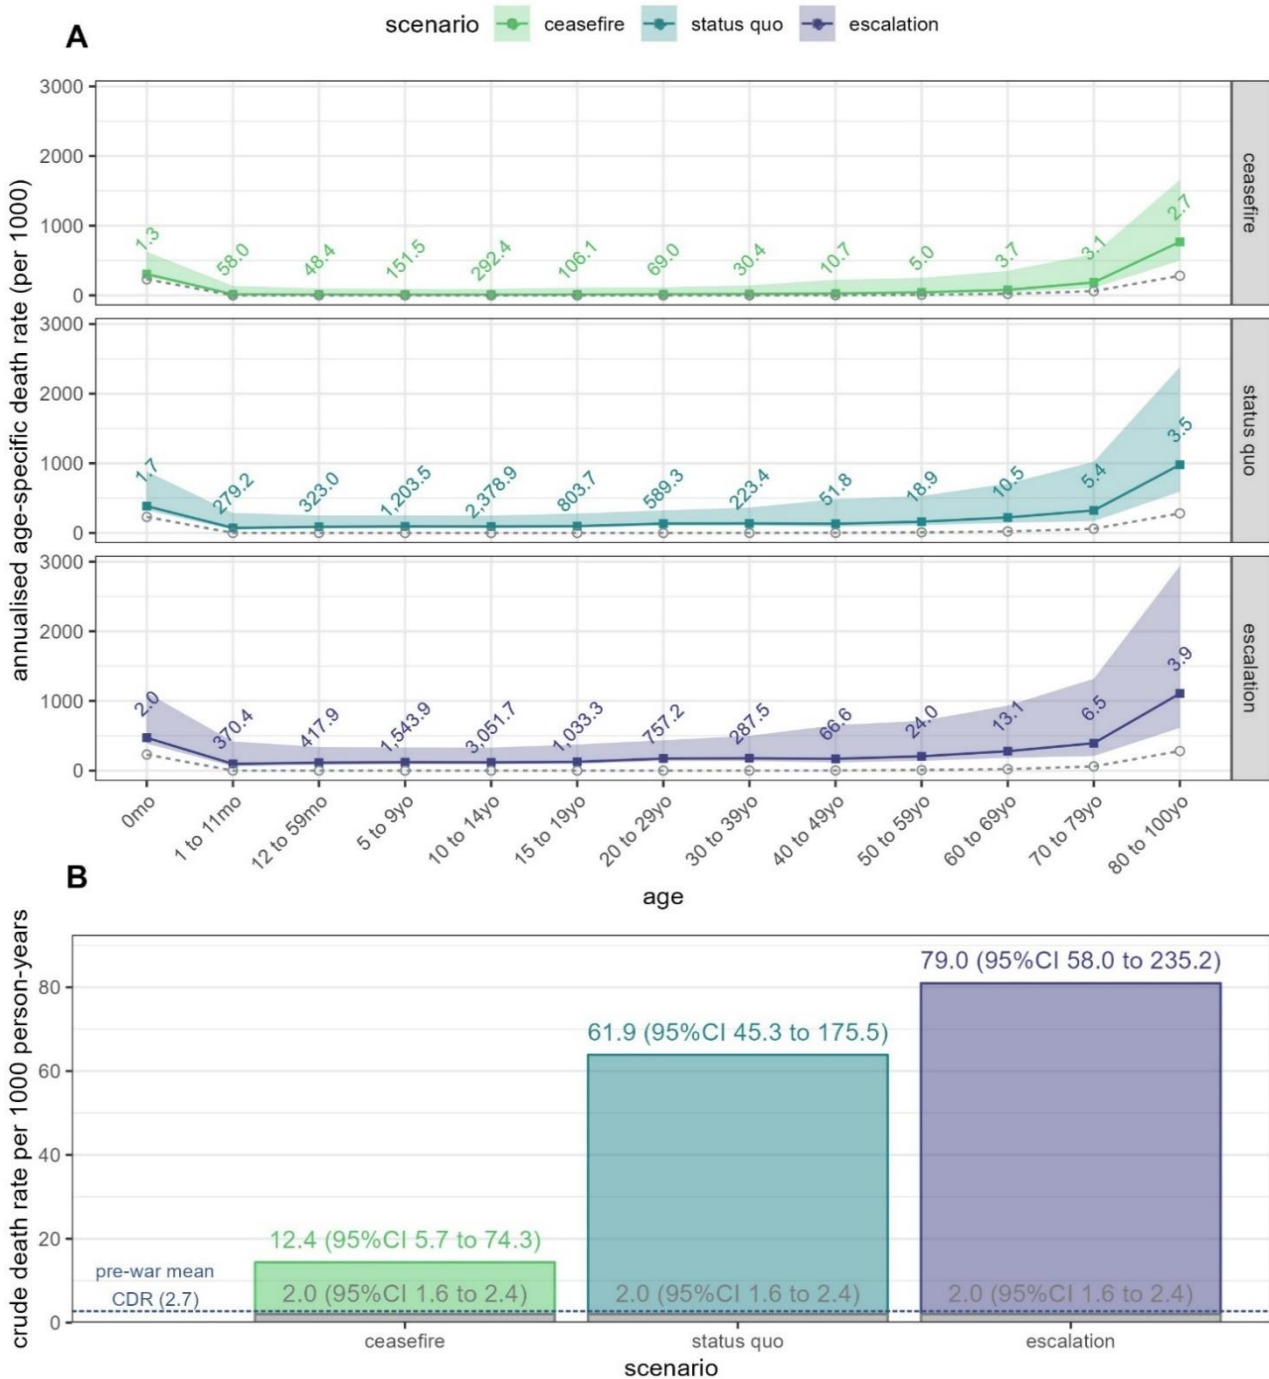 A
scenario ceasefire status quo escalation
annualised age-specific death rate (per 1000)
3000
2000
1000
0
1.3 58.0 48.4 151.5 292.4 106.1 69.0 30.4 10.7 5.0 3.7 3.1 2.7
ceasefire
3000
2000
1000
0
1.7 279.2 323.0 1,203.5 2,378.9 803.7 589.3 223.4 51.8 18.9 10.5 5.4 3.5
status quo
3000
2000
1000
0
2.0 370.4 417.9 1,543.9 3,051.7 1,033.3 757.2 287.5 66.6 24.0 13.1 6.5 3.9
escalation
0mo 1 to 11mo 12 to 59mo 5 to 9yo 10 to 14yo 15 to 19yo 20 to 29yo 30 to 39yo 40 to 49yo 50 to 59yo 60 to 69yo 70 to 79yo 80 to 100yo
age
B
crude death rate per 1000 person-years
80
60
40
20
0
79.0 (95%CI 58.0 to 235.2)
61.9 (95%CI 45.3 to 175.5)
12.4 (95%CI 5.7 to 74.3)
pre-war mean
CDR (2.7)
2.0 (95%CI 1.6 to 2.4) 2.0 (95%CI 1.6 to 2.4) 2.0 (95%CI 1.6 to 2.4)
ceasefire status quo escalation
scenario